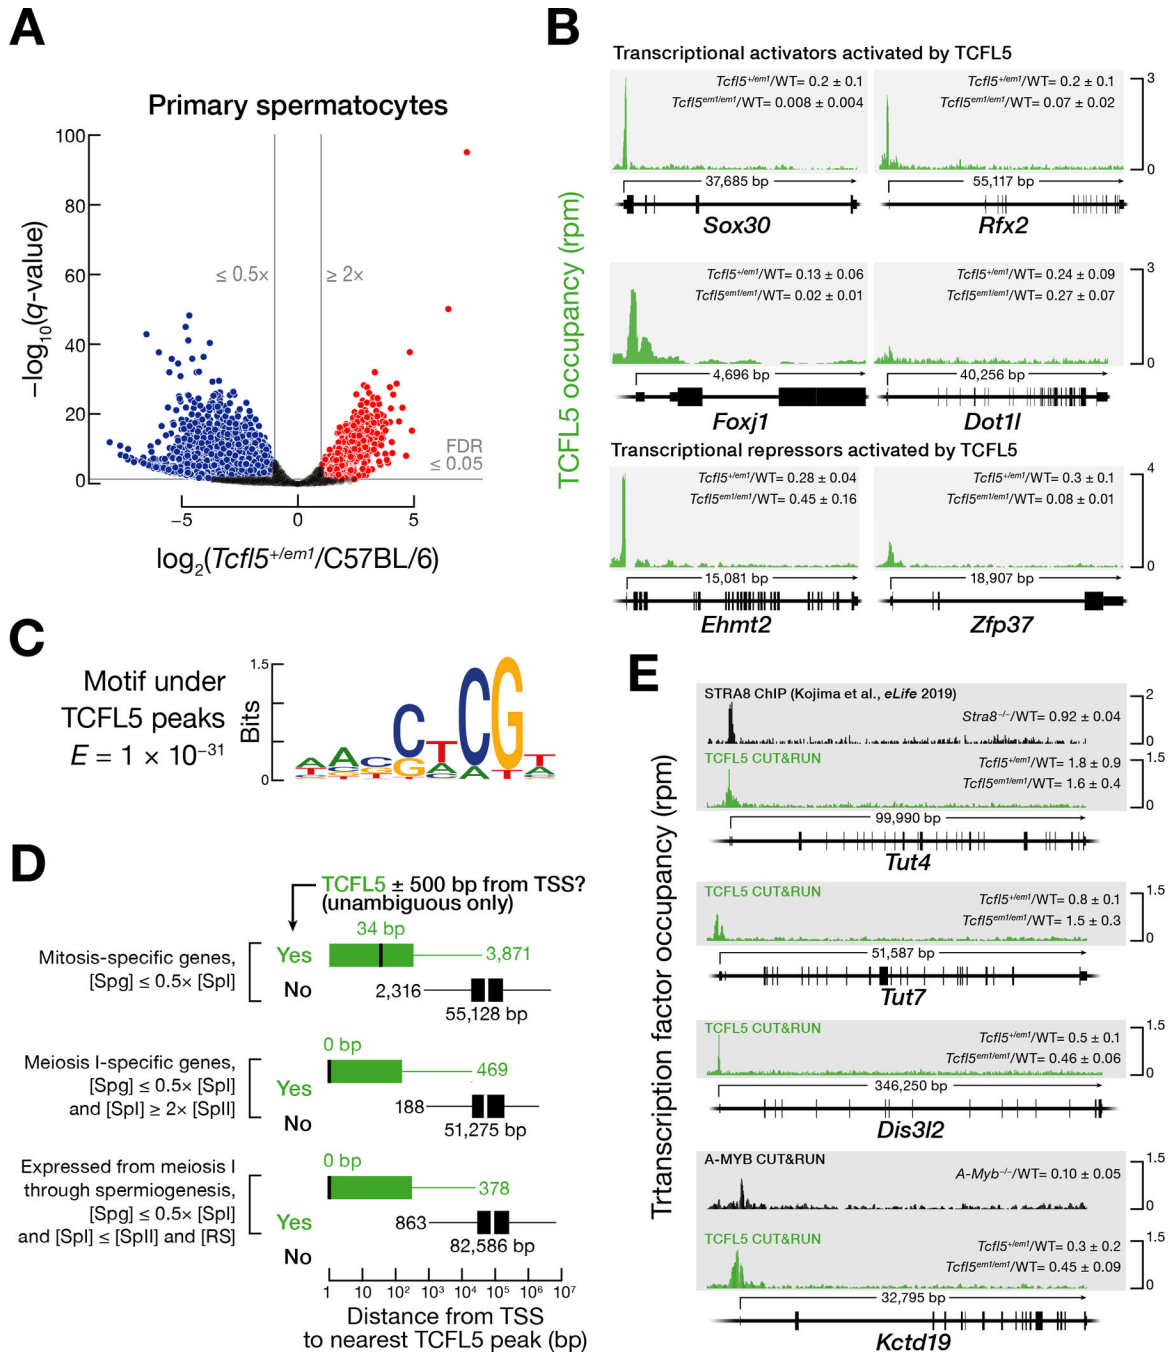 A
Primary spermatocytes
100
80
60
40
20
0
−log10(q-value)
≤ 0.5×
≥ 2×
FDR
≤ 0.05
−5
0
5
log2(Tcfl5+/em1/C57BL/6)
B
Transcriptional activators activated by TCFL5
TCFL5 occupancy (rpm)
Tcfl5+/em1/WT= 0.2 ± 0.1
Tcfl5em1/em1/WT= 0.008 ± 0.004
37,685 bp
Sox30
Tcfl5+/em1/WT= 0.2 ± 0.1
Tcfl5em1/em1/WT= 0.07 ± 0.02
3
0
55,117 bp
Rfx2
Tcfl5+/em1/WT= 0.13 ± 0.06
Tcfl5em1/em1/WT= 0.02 ± 0.01
4,696 bp
Foxj1
Tcfl5+/em1/WT= 0.24 ± 0.09
Tcfl5em1/em1/WT= 0.27 ± 0.07
3
0
40,256 bp
Dot1l
Transcriptional repressors activated by TCFL5
Tcfl5+/em1/WT= 0.28 ± 0.04
Tcfl5em1/em1/WT= 0.45 ± 0.16
15,081 bp
Ehmt2
Tcfl5+/em1/WT= 0.3 ± 0.1
Tcfl5em1/em1/WT= 0.08 ± 0.01
4
0
18,907 bp
Zfp37
C
Motif under
TCFL5 peaks
E = 1 × 10−31
Bits
1.5
0
D
TCFL5 ± 500 bp from TSS?
(unambiguous only)
Mitosis-specific genes,
[Spg] ≤ 0.5× [SpI]
Yes
34 bp
3,871
No
2,316
55,128 bp
Meiosis I-specific genes,
[Spg] ≤ 0.5× [SpI]
and [SpI] ≥ 2× [SpII]
0 bp
Yes
469
No
188
51,275 bp
Expressed from meiosis I
through spermiogenesis,
[Spg] ≤ 0.5× [SpI]
and [SpI] ≤ [SpII] and [RS]
0 bp
378
Yes
863
No
82,586 bp
1 10 10² 10³ 10⁴ 10⁵ 10⁶ 10⁷
Distance from TSS
to nearest TCFL5 peak (bp)
E
Trtanscription factor occupancy (rpm)
STRA8 ChIP (Kojima et al., eLife 2019)
Stra8−/−/WT= 0.92 ± 0.04
2
0
TCFL5 CUT&RUN
Tcfl5+/em1/WT= 1.8 ± 0.9
Tcfl5em1/em1/WT= 1.6 ± 0.4
1.5
0
99,990 bp
Tut4
TCFL5 CUT&RUN
Tcfl5+/em1/WT= 0.8 ± 0.1
Tcfl5em1/em1/WT= 1.5 ± 0.3
1.5
0
51,587 bp
Tut7
TCFL5 CUT&RUN
Tcfl5+/em1/WT= 0.5 ± 0.1
Tcfl5em1/em1/WT= 0.46 ± 0.06
1.5
0
346,250 bp
Dis3l2
A-MYB CUT&RUN
A-Myb−/−/WT= 0.10 ± 0.05
1.5
0
TCFL5 CUT&RUN
Tcfl5+/em1/WT= 0.3 ± 0.2
Tcfl5em1/em1/WT= 0.45 ± 0.09
1.5
0
32,795 bp
Kctd19